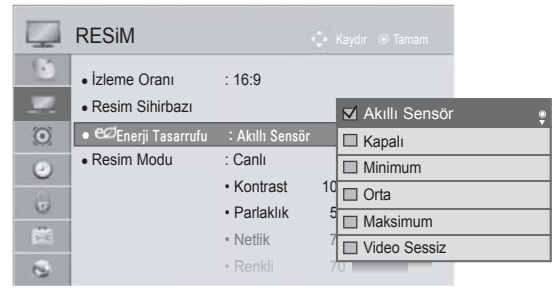 RESiM
Kaydır Tamam
• İzleme Oranı : 16:9
• Resim Sihirbazı
• eco Enerji Tasarrufu : Akıllı Sensör
• Resim Modu : Canlı
• Kontrast 10
• Parlaklık 5
• Netlik 7
• Renkli 70
Akıllı Sensör
Kapalı
Minimum
Orta
Maksimum
Video Sessiz